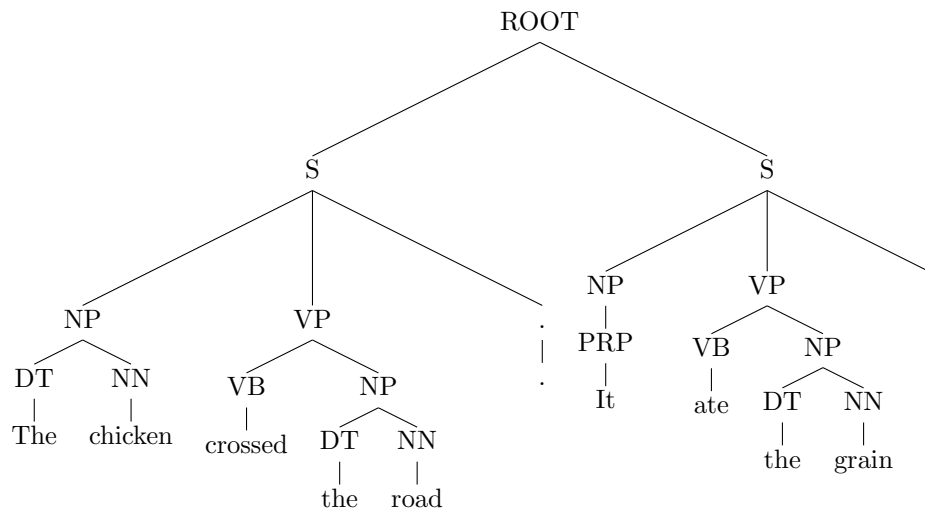 ROOT
S S
NP VP . NP VP
DT NN VB NP . PRP VB NP
The chicken crossed DT NN It ate DT NN
the road the grain